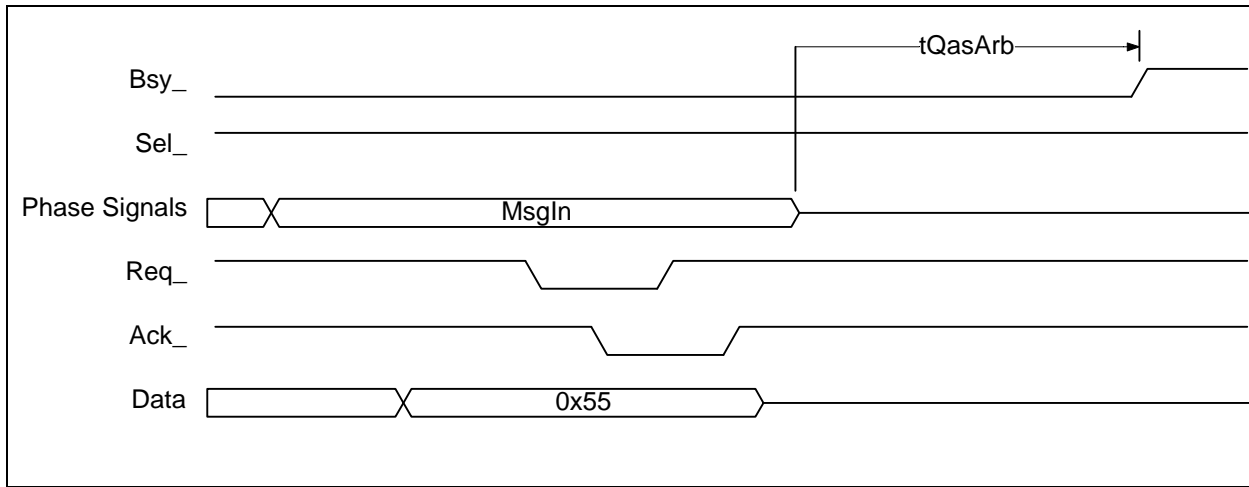 tQasArb
Bsy_
Sel_
Phase Signals
MsgIn
Req_
Ack_
Data
0x55